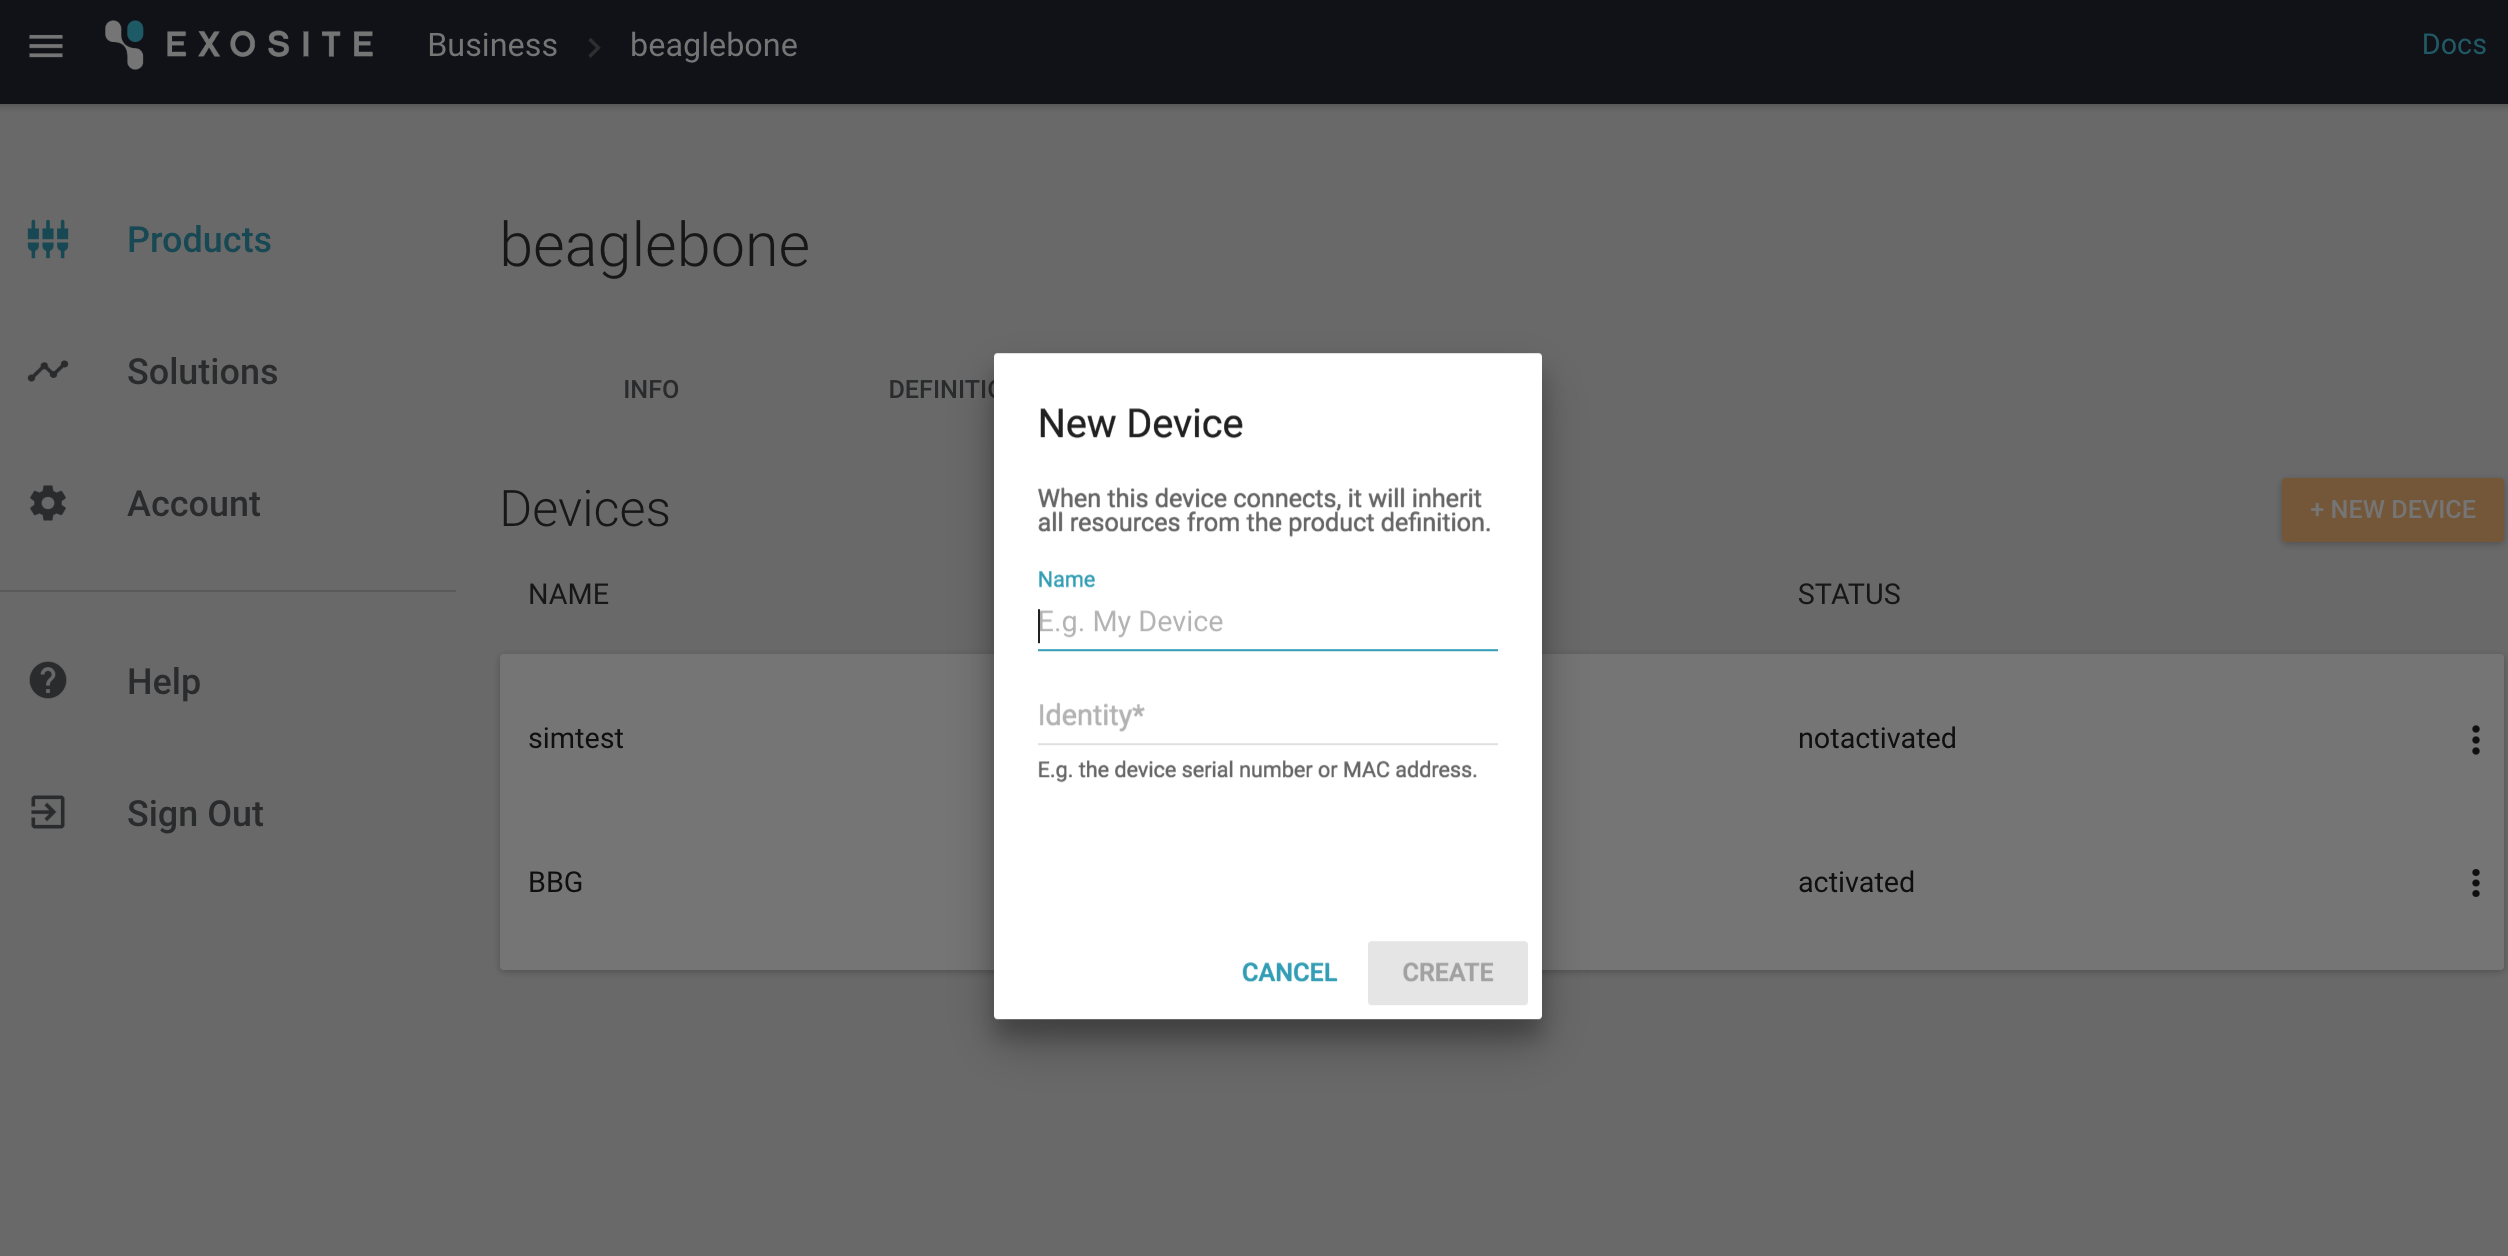 EXOSITE Business > beaglebone Docs
Products
Solutions
Account
Help
Sign Out
beaglebone
INFO DEFINITIO
Devices
+ NEW DEVICE
NAME STATUS
simtest notactivated
BBG activated
New Device
When this device connects, it will inherit
all resources from the product definition.
Name
E.g. My Device
Identity*
E.g. the device serial number or MAC address.
CANCEL CREATE